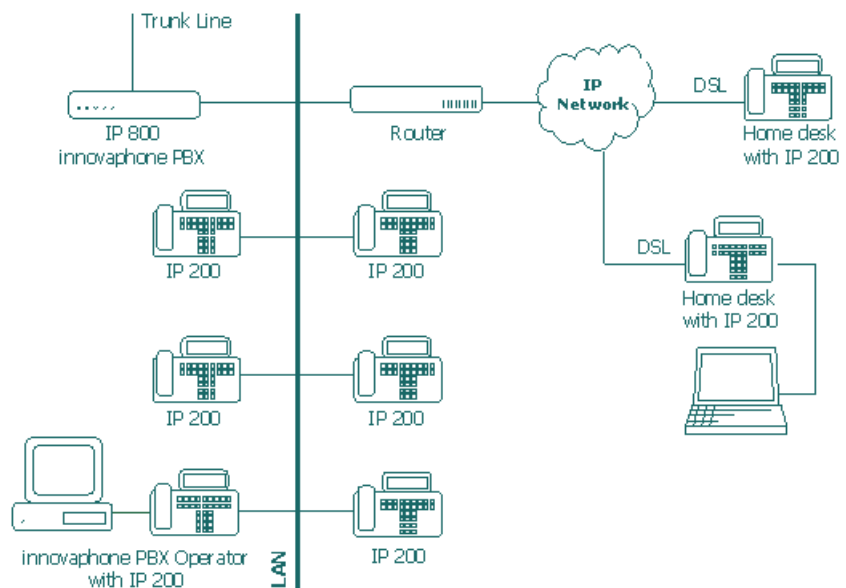 Trunk Line
IP 800
innovaphone PBX
Router
IP
Network
DSL
Home desk
with IP 200
IP 200
IP 200
DSL
Home desk
with IP 200
IP 200
IP 200
innovaphone PBX Operator
with IP 200
IP 200
LAN